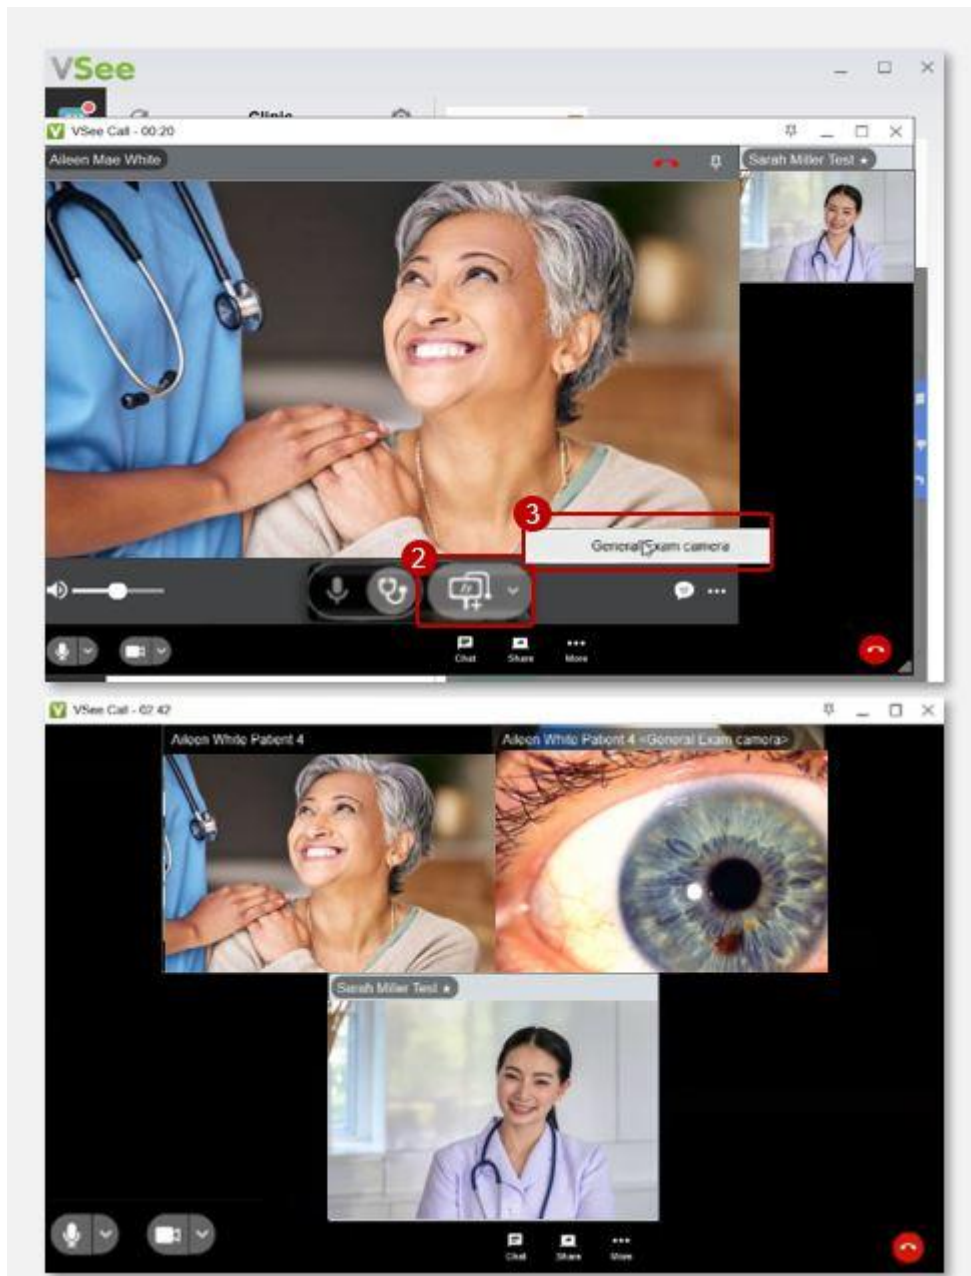 VSee
Clinic
VSee Call - 00:20
Aileen Mae White
Sarah Miller Test ★
3
General Exam camera
2
Chat
Share
More
VSee Call - 02:42
Aileen White Patient 4
Aileen White Patient 4 <General Exam camera>
Sarah Miller Test ★
Chat
Share
More